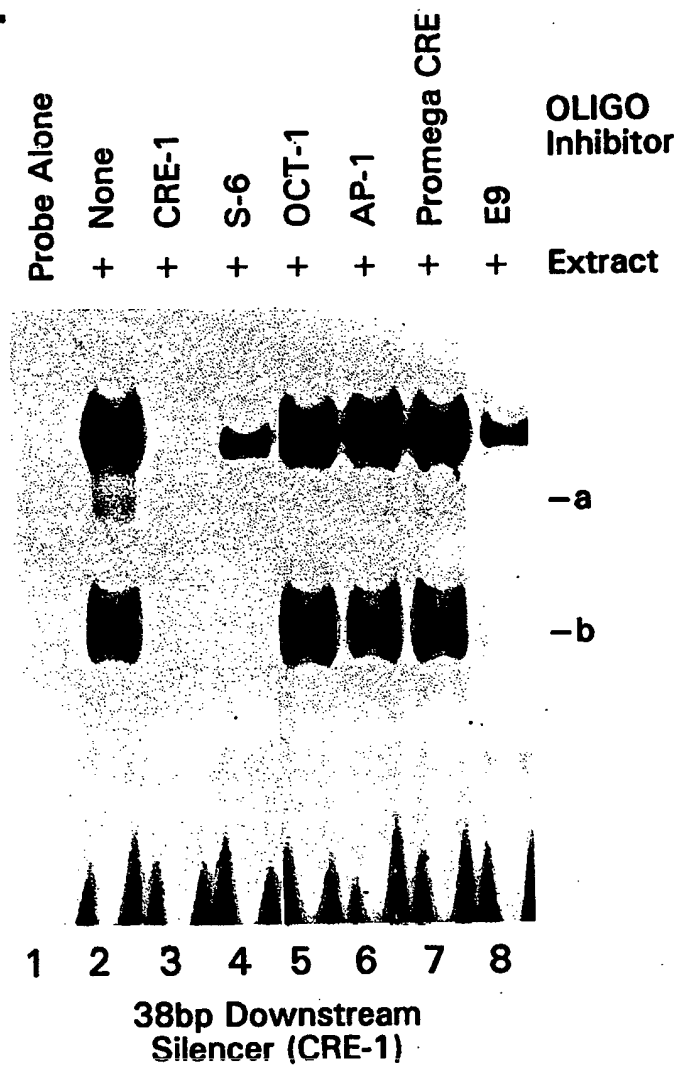 Probe Alone
None
CRE-1
S-6
OCT-1
AP-1
Promega CRE
E9
OLIGO
Inhibitor
+ + + + + + + Extract
-a
-b
1 2 3 4 5 6 7 8
38bp Downstream
Silencer (CRE-1)